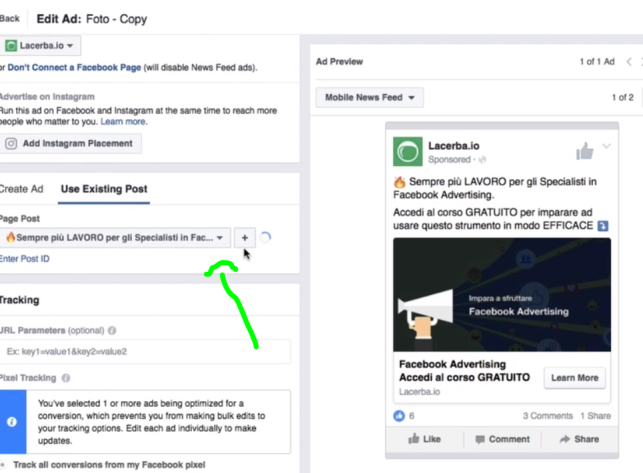 Back Edit Ad: Foto - Copy
Lacerba.io
or Don't Connect a Facebook Page (will disable News Feed ads).
Advertise on Instagram
Run this ad on Facebook and Instagram at the same time to reach more
people who matter to you. Learn more.
Add Instagram Placement
Create Ad Use Existing Post
Page Post
🔥Sempre più LAVORO per gli Specialisti in Fac...
+
Enter Post ID
Tracking
URL Parameters (optional)
Ex: key1=value1&key2=value2
Pixel Tracking
You've selected 1 or more ads being optimized for a
conversion, which prevents you from making bulk edits to
your tracking options. Edit each ad individually to make
updates.
Track all conversions from my Facebook pixel
Ad Preview 1 of 1 Ad
Mobile News Feed 1 of 2
Lacerba.io
Sponsored ·
🔥 Sempre più LAVORO per gli Specialisti in
Facebook Advertising.
Accedi al corso GRATUITO per imparare ad
usare questo strumento in modo EFFICACE ⤵️
Impara a sfruttare
Facebook Advertising
Facebook Advertising
Accedi al corso GRATUITO
Learn More
Lacerba.io
6 3 Comments 1 Share
Like Comment Share